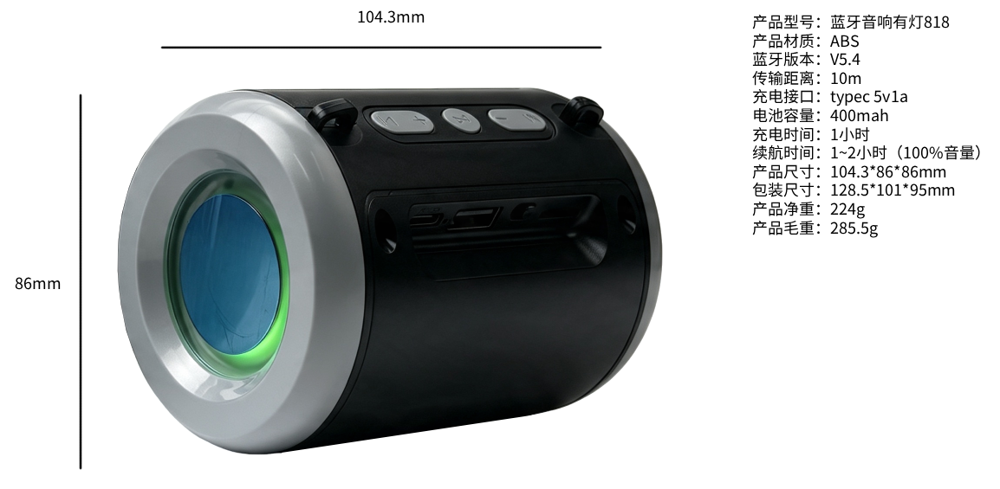 104.3mm
86mm
产品型号：蓝牙音响有灯818
产品材质：ABS
蓝牙版本：V5.4
传输距离：10m
充电接口：typec 5v1a
电池容量：400mah
充电时间：1小时
续航时间：1~2小时（100%音量）
产品尺寸：104.3*86*86mm
包装尺寸：128.5*101*95mm
产品净重：224g
产品毛重：285.5g